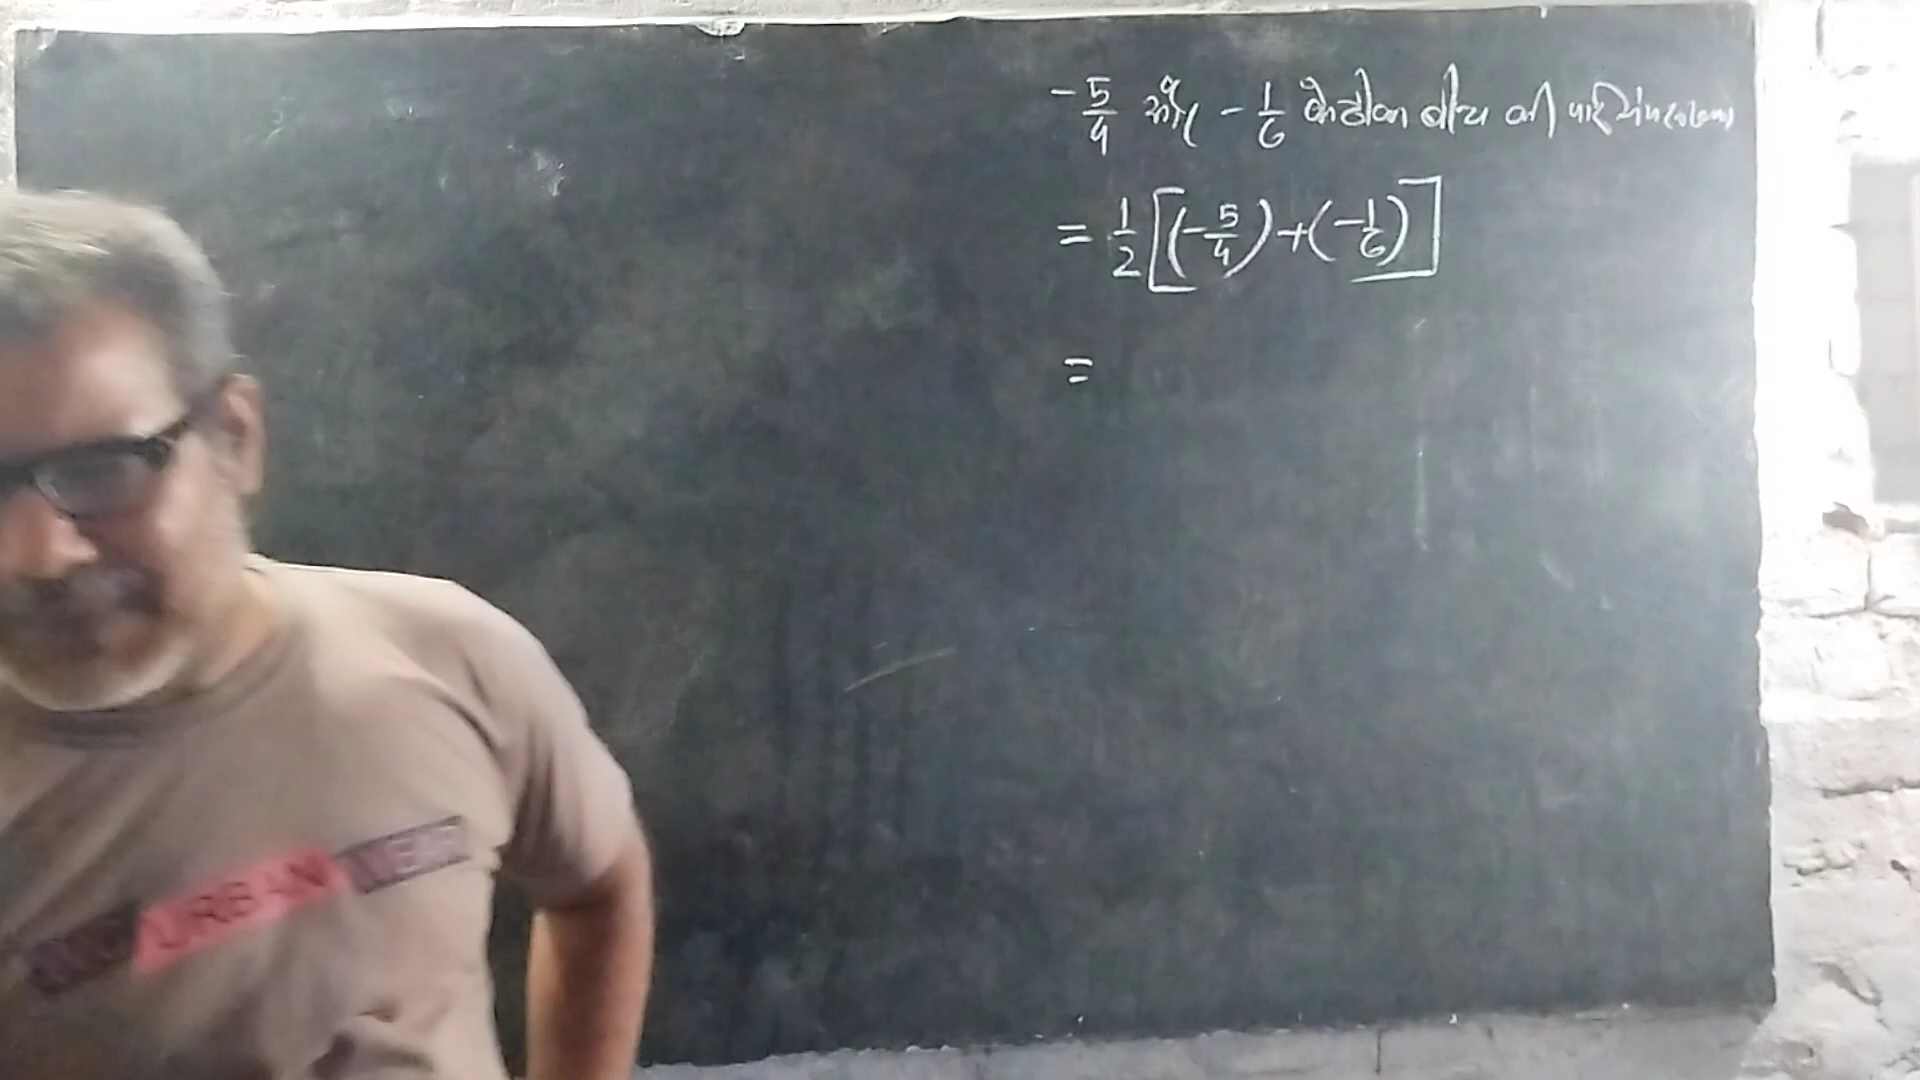 -5/4 और -1/6 के ठीक बीच की परिमेय संख्या
= 1/2 [(-5/4)+(-1/6)]
=
URBAN